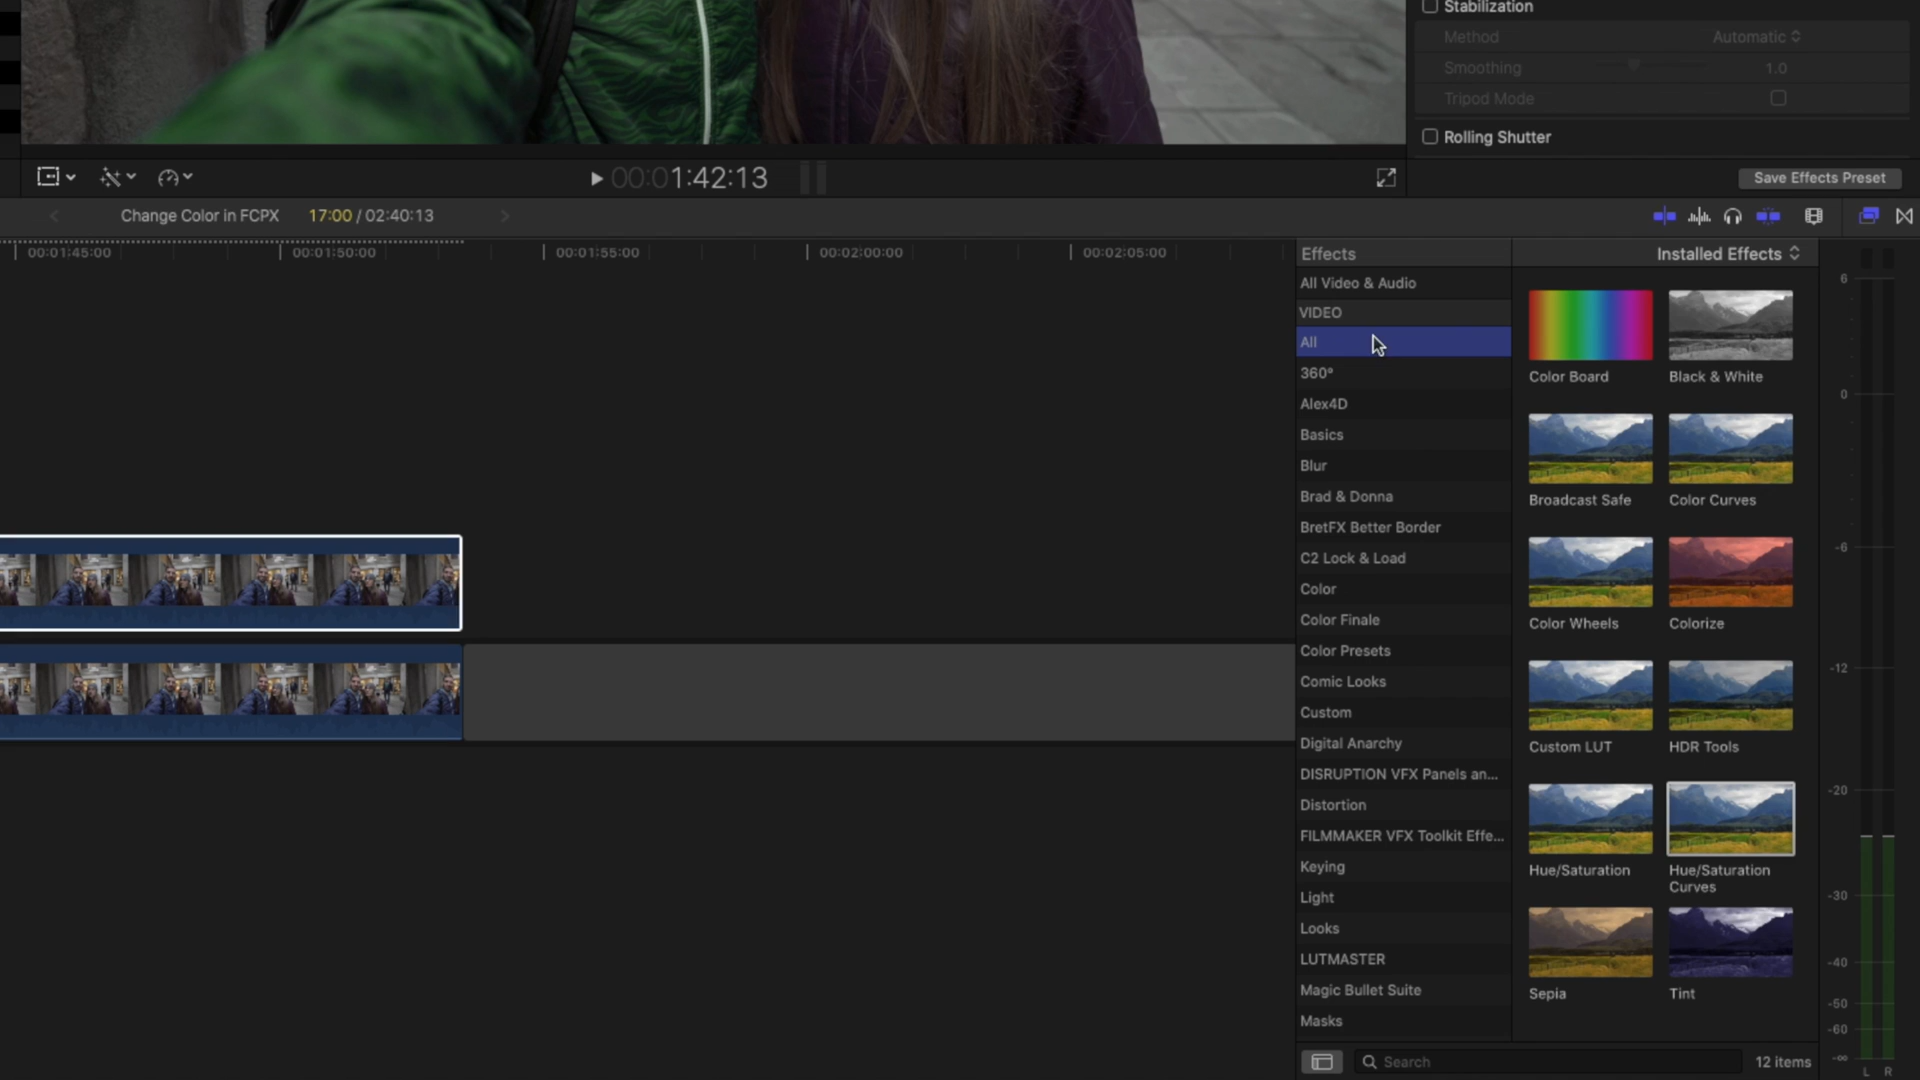 Stabilization
Method Automatic
Smoothing 1.0
Tripod Mode
Rolling Shutter
00:01:42:13
Save Effects Preset
Change Color in FCPX 17:00 / 02:40:13
00:01:45:00 00:01:50:00 00:01:55:00 00:02:00:00 00:02:05:00
Effects
Installed Effects
All Video & Audio
VIDEO
All
360°
Alex4D
Basics
Blur
Brad & Donna
BretFX Better Border
C2 Lock & Load
Color
Color Finale
Color Presets
Comic Looks
Custom
Digital Anarchy
DISRUPTION VFX Panels an...
Distortion
FILMMAKER VFX Toolkit Effe...
Keying
Light
Looks
LUTMASTER
Magic Bullet Suite
Masks
Color Board Black & White
Broadcast Safe Color Curves
Color Wheels Colorize
Custom LUT HDR Tools
Hue/Saturation Hue/Saturation
Curves
Sepia Tint
Search
12 items
6
0
-6
-12
-20
-30
-40
-50
-60
-∞
L R